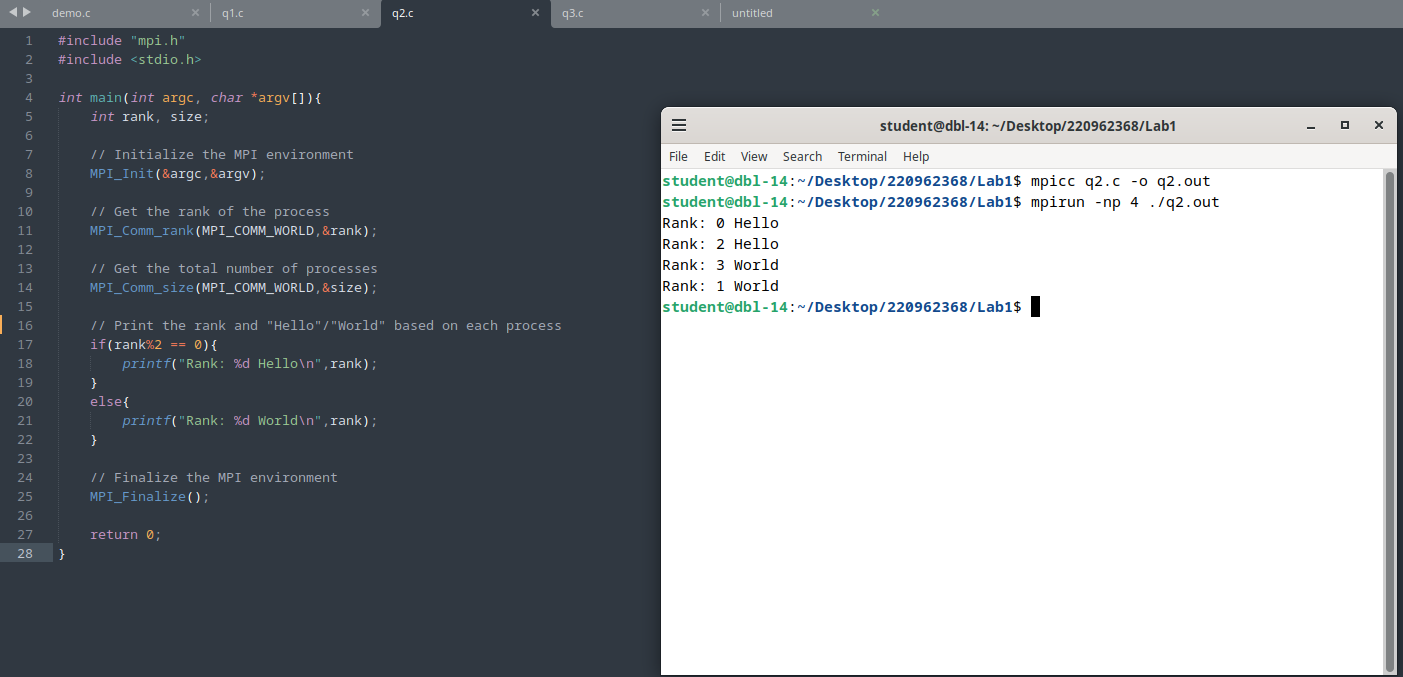 demo.c
q1.c
q2.c
q3.c
untitled
1 #include "mpi.h"
2 #include <stdio.h>
3
4 int main(int argc, char *argv[]){
5     int rank, size;
6
7     // Initialize the MPI environment
8     MPI_Init(&argc,&argv);
9
10     // Get the rank of the process
11     MPI_Comm_rank(MPI_COMM_WORLD,&rank);
12
13     // Get the total number of processes
14     MPI_Comm_size(MPI_COMM_WORLD,&size);
15
16     // Print the rank and "Hello"/"World" based on each process
17     if(rank%2 == 0){
18         printf("Rank: %d Hello\n",rank);
19     }
20     else{
21         printf("Rank: %d World\n",rank);
22     }
23
24     // Finalize the MPI environment
25     MPI_Finalize();
26
27     return 0;
28 }
student@dbl-14: ~/Desktop/220962368/Lab1
File Edit View Search Terminal Help
student@dbl-14:~/Desktop/220962368/Lab1$ mpicc q2.c -o q2.out
student@dbl-14:~/Desktop/220962368/Lab1$ mpirun -np 4 ./q2.out
Rank: 0 Hello
Rank: 2 Hello
Rank: 3 World
Rank: 1 World
student@dbl-14:~/Desktop/220962368/Lab1$